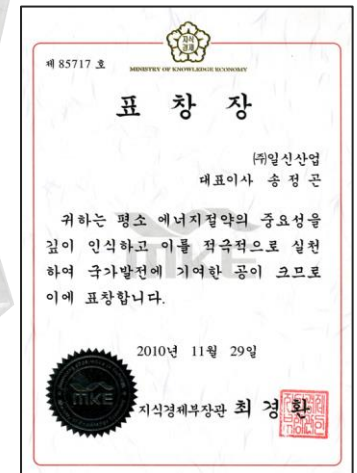 지식
경제
제 85717 호
MINISTRY OF KNOWLEDGE ECONOMY
표 창 장
㈜일신산업
대표이사 송 정 곤
귀하는 평소 에너지절약의 중요성을
깊이 인식하고 이를 적극적으로 실천
하여 국가발전에 기여한 공이 크므로
이에 표창합니다.
MKE
2010년 11월 29일
MKE
지식경제부장관 최 경 환